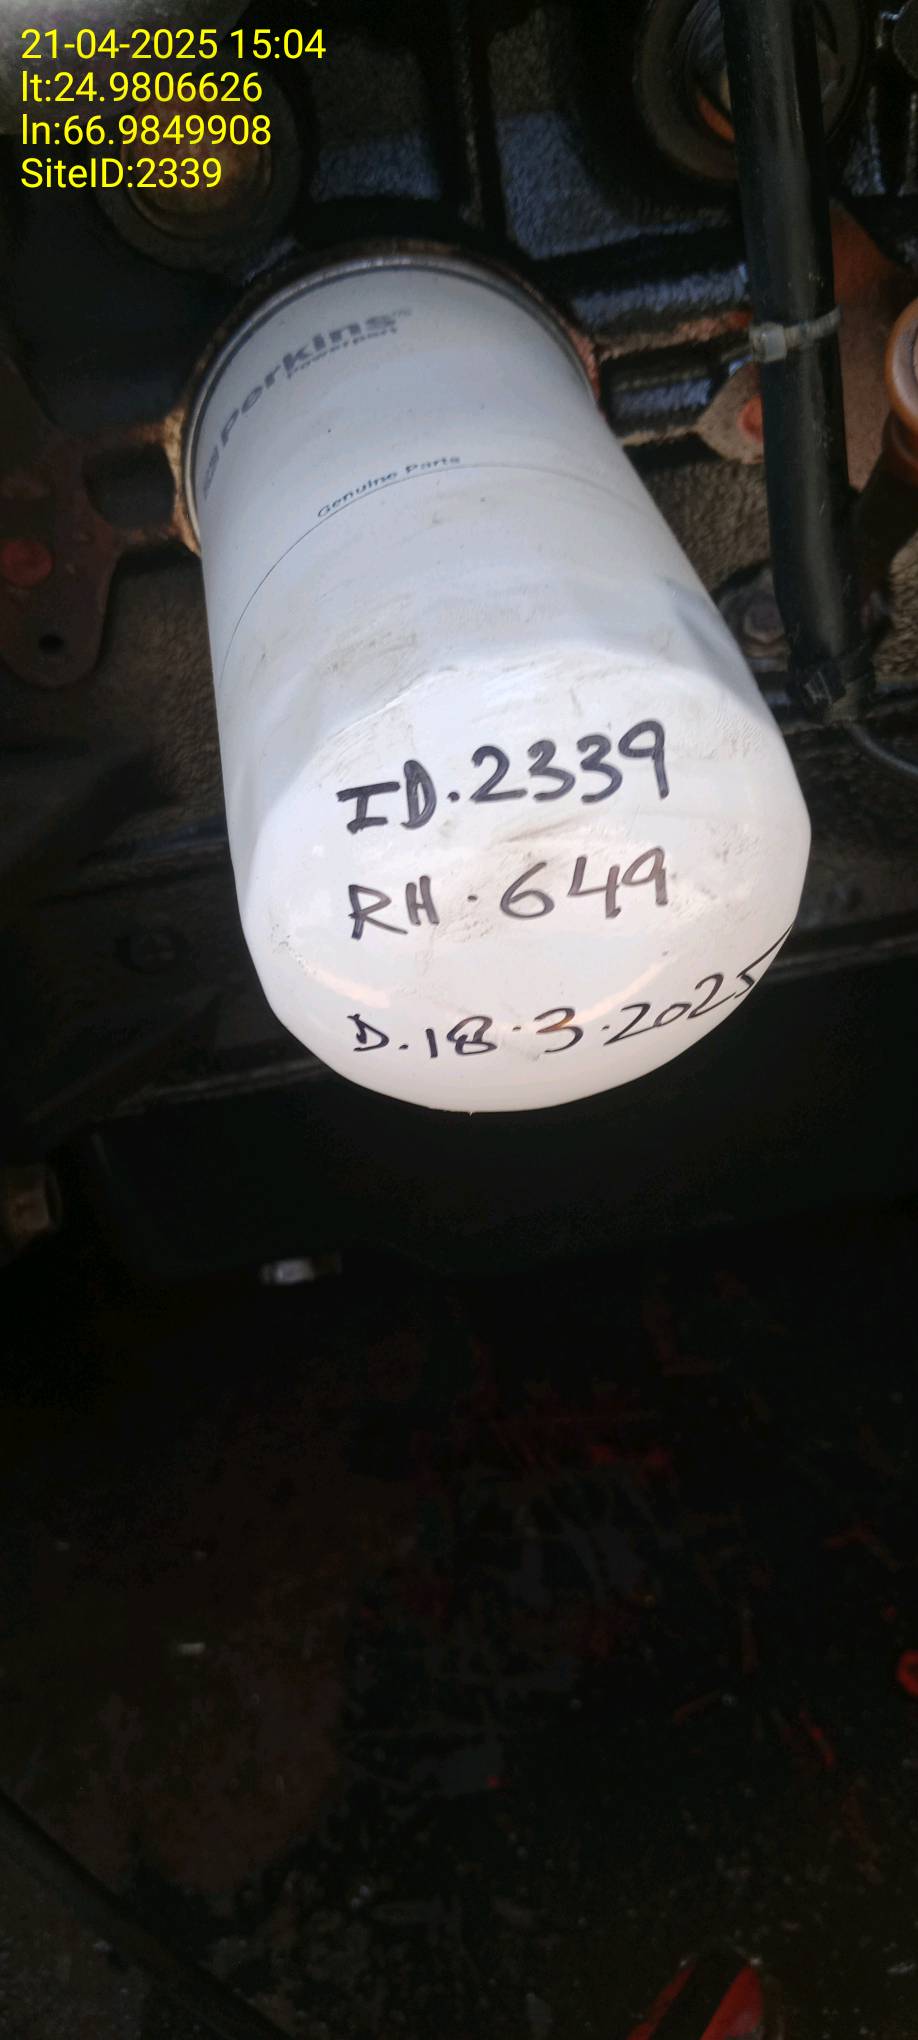 21-04-2025 15:04
lt:24.9806626
ln:66.9849908
SiteID:2339
Perkins
powerpart
Genuine Parts
ID.2339
RH.649
D.18.3.2025